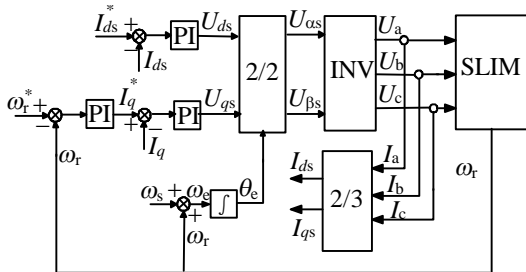 I*ds + − PI Uds 2/2 Uαs INV Ua SLIM
Ids Ub
ωr* + − PI I*q + − PI Uqs Uβs Uc
ωr Iq
ωs + ωe + ∫ θe
ωr
Ids 2/3 Ia ωr
Ib
Iqs Ic